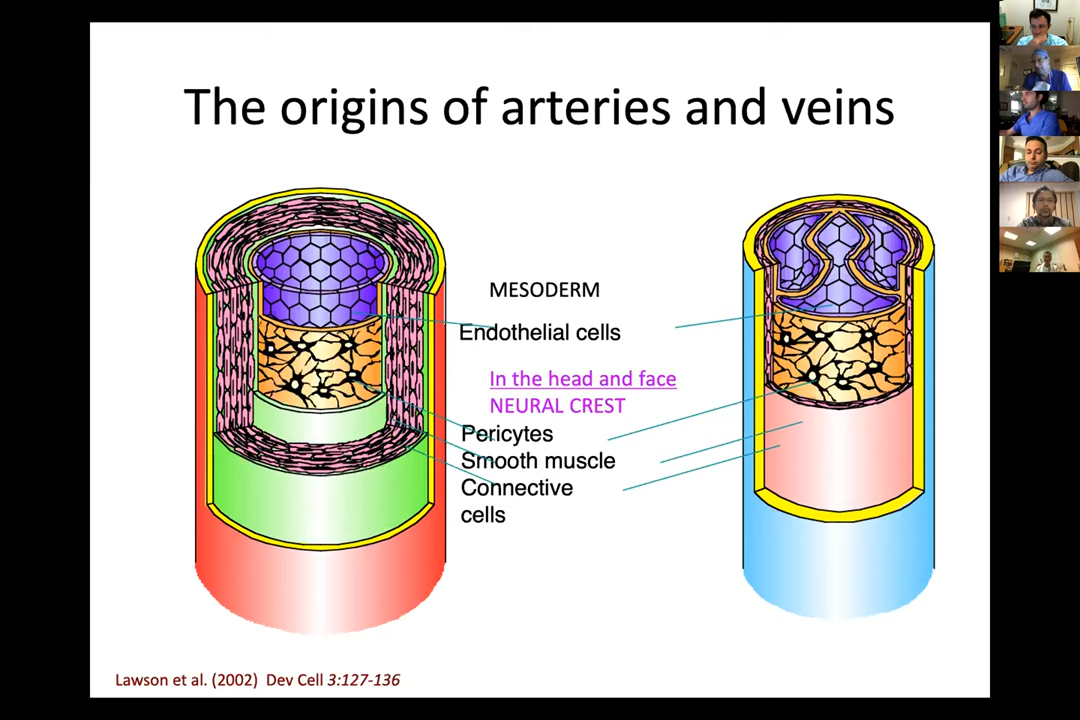 The origins of arteries and veins
MESODERM
Endothelial cells
In the head and face
NEURAL CREST
Pericytes
Smooth muscle
Connective
cells
Lawson et al. (2002) Dev Cell 3:127-136